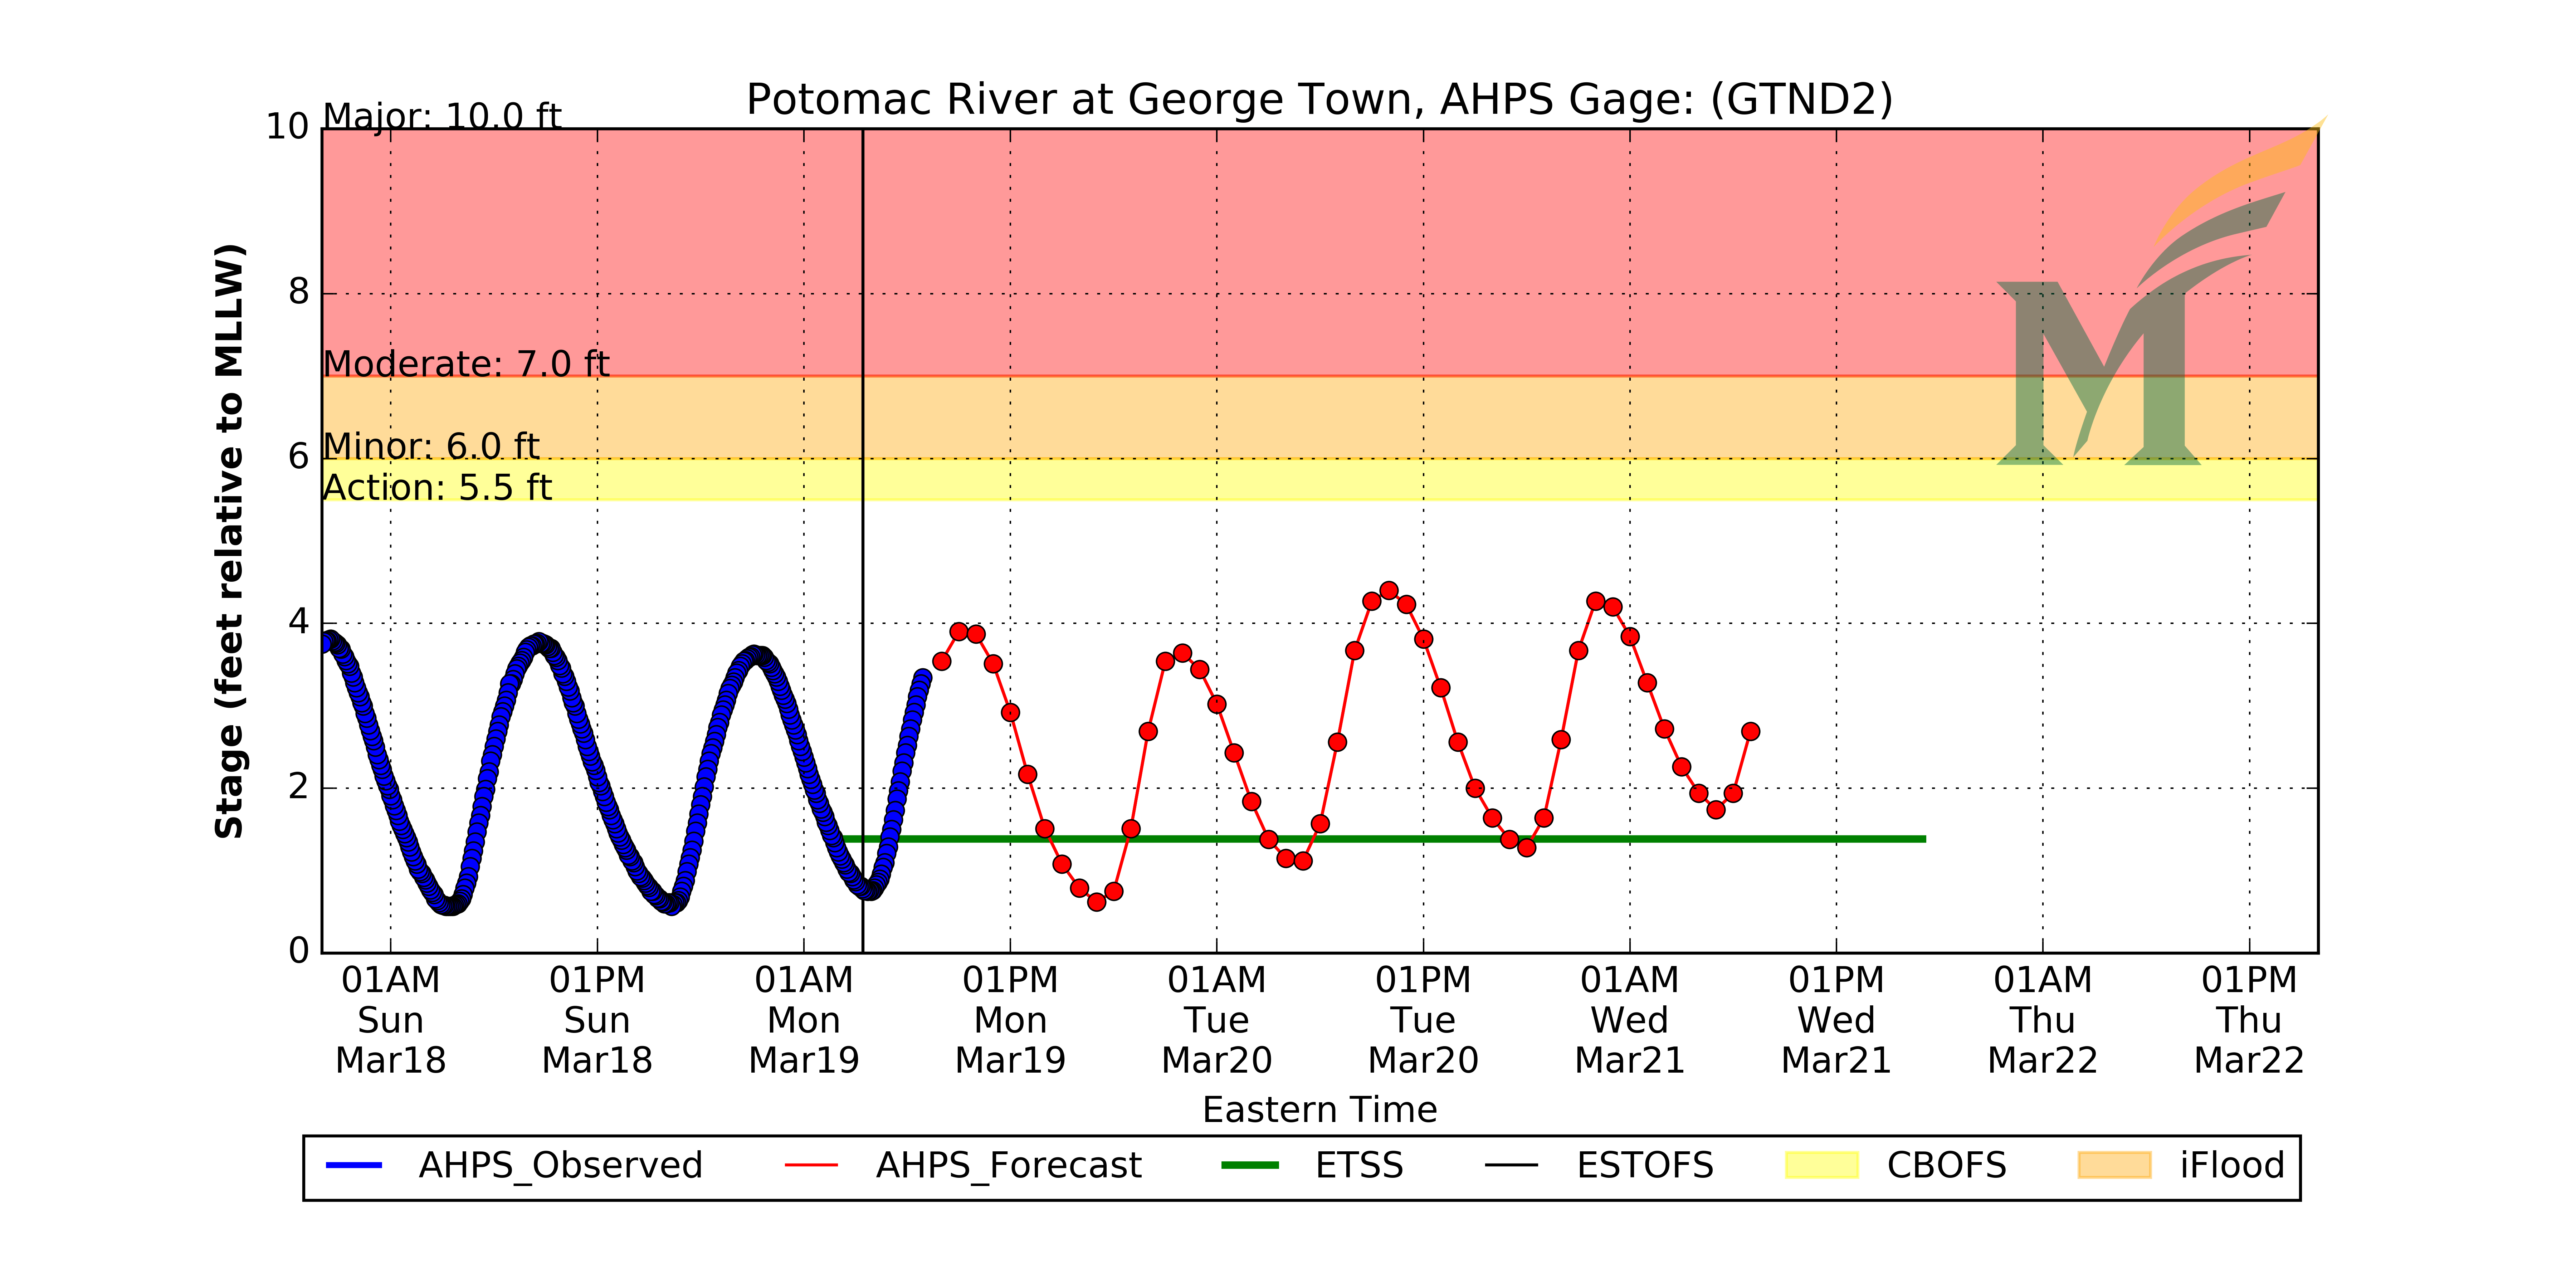 Potomac River at George Town, AHPS Gage: (GTND2)
Major: 10.0 ft
Moderate: 7.0 ft
Minor: 6.0 ft
Action: 5.5 ft
Stage (feet relative to MLLW)
10
8
6
4
2
0
01AM 01PM 01AM 01PM 01AM 01PM 01AM 01PM 01AM 01PM
Sun Sun Mon Mon Tue Tue Wed Wed Thu Thu
Mar18 Mar18 Mar19 Mar19 Mar20 Mar20 Mar21 Mar21 Mar22 Mar22
Eastern Time
AHPS_Observed AHPS_Forecast ETSS ESTOFS CBOFS iFlood
M